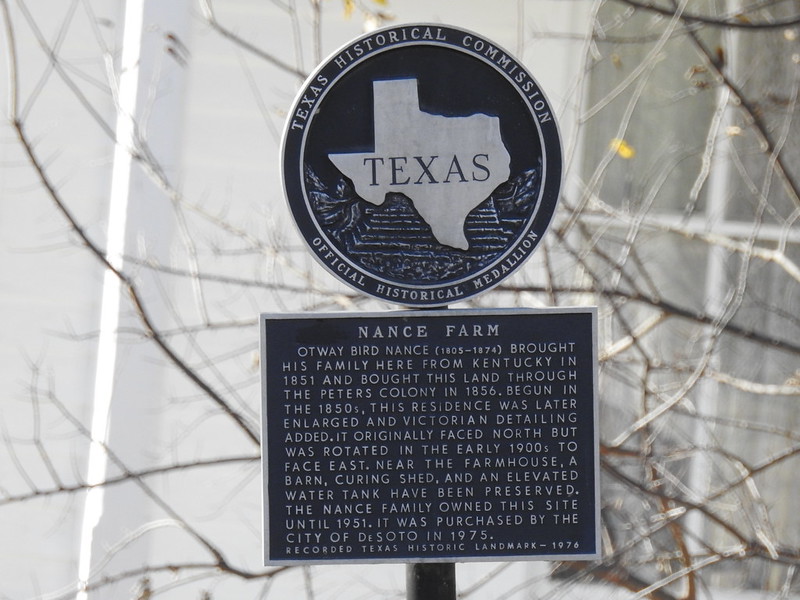 TEXAS HISTORICAL COMMISSION
TEXAS
OFFICIAL HISTORICAL MEDALLION
NANCE FARM
OTWAY BIRD NANCE (1805-1874) BROUGHT
HIS FAMILY HERE FROM KENTUCKY IN
1851 AND BOUGHT THIS LAND THROUGH
THE PETERS COLONY IN 1856. BEGUN IN
THE 1850s, THIS RESIDENCE WAS LATER
ENLARGED AND VICTORIAN DETAILING
ADDED. IT ORIGINALLY FACED NORTH BUT
WAS ROTATED IN THE EARLY 1900s TO
FACE EAST. NEAR THE FARMHOUSE, A
BARN, CURING SHED, AND AN ELEVATED
WATER TANK HAVE BEEN PRESERVED.
THE NANCE FAMILY OWNED THIS SITE
UNTIL 1951. IT WAS PURCHASED BY THE
CITY OF DeSOTO IN 1975.
RECORDED TEXAS HISTORIC LANDMARK - 1976